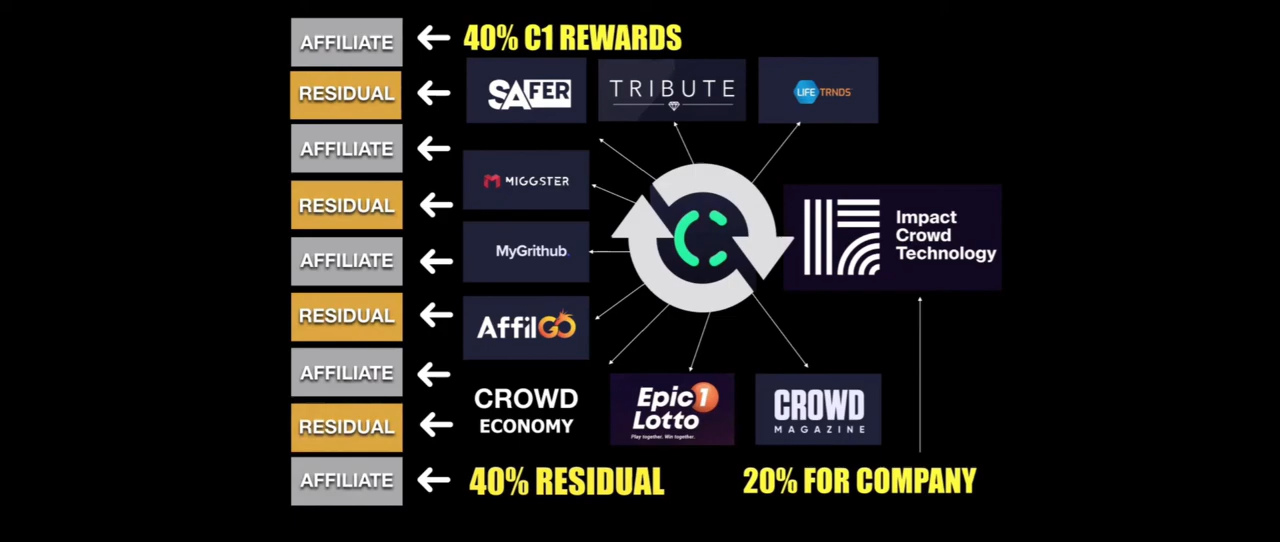 AFFILIATE
40% C1 REWARDS
RESIDUAL
SAFER
TRIBUTE
LIFE TRNDS
AFFILIATE
MIGGSTER
RESIDUAL
Impact
Crowd
Technology
AFFILIATE
MyGrithub.
RESIDUAL
AffilGO
AFFILIATE
CROWD
ECONOMY
Epic1
Lotto
Play together. Win together.
CROWD
MAGAZINE
RESIDUAL
AFFILIATE
40% RESIDUAL
20% FOR COMPANY